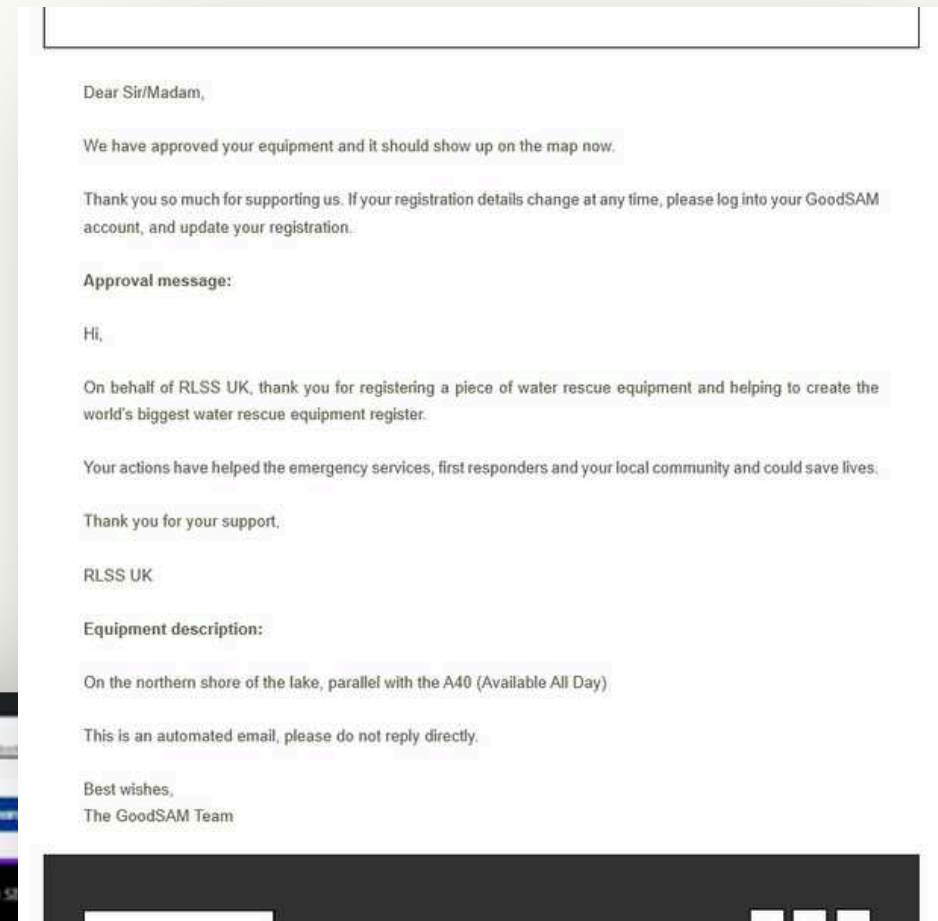 Dear Sir/Madam,
We have approved your equipment and it should show up on the map now.
Thank you so much for supporting us. If your registration details change at any time, please log into your GoodSAM
account, and update your registration.
Approval message:
Hi,
On behalf of RLSS UK, thank you for registering a piece of water rescue equipment and helping to create the
world's biggest water rescue equipment register.
Your actions have helped the emergency services, first responders and your local community and could save lives.
Thank you for your support,
RLSS UK
Equipment description:
On the northern shore of the lake, parallel with the A40 (Available All Day)
This is an automated email, please do not reply directly.
Best wishes,
The GoodSAM Team